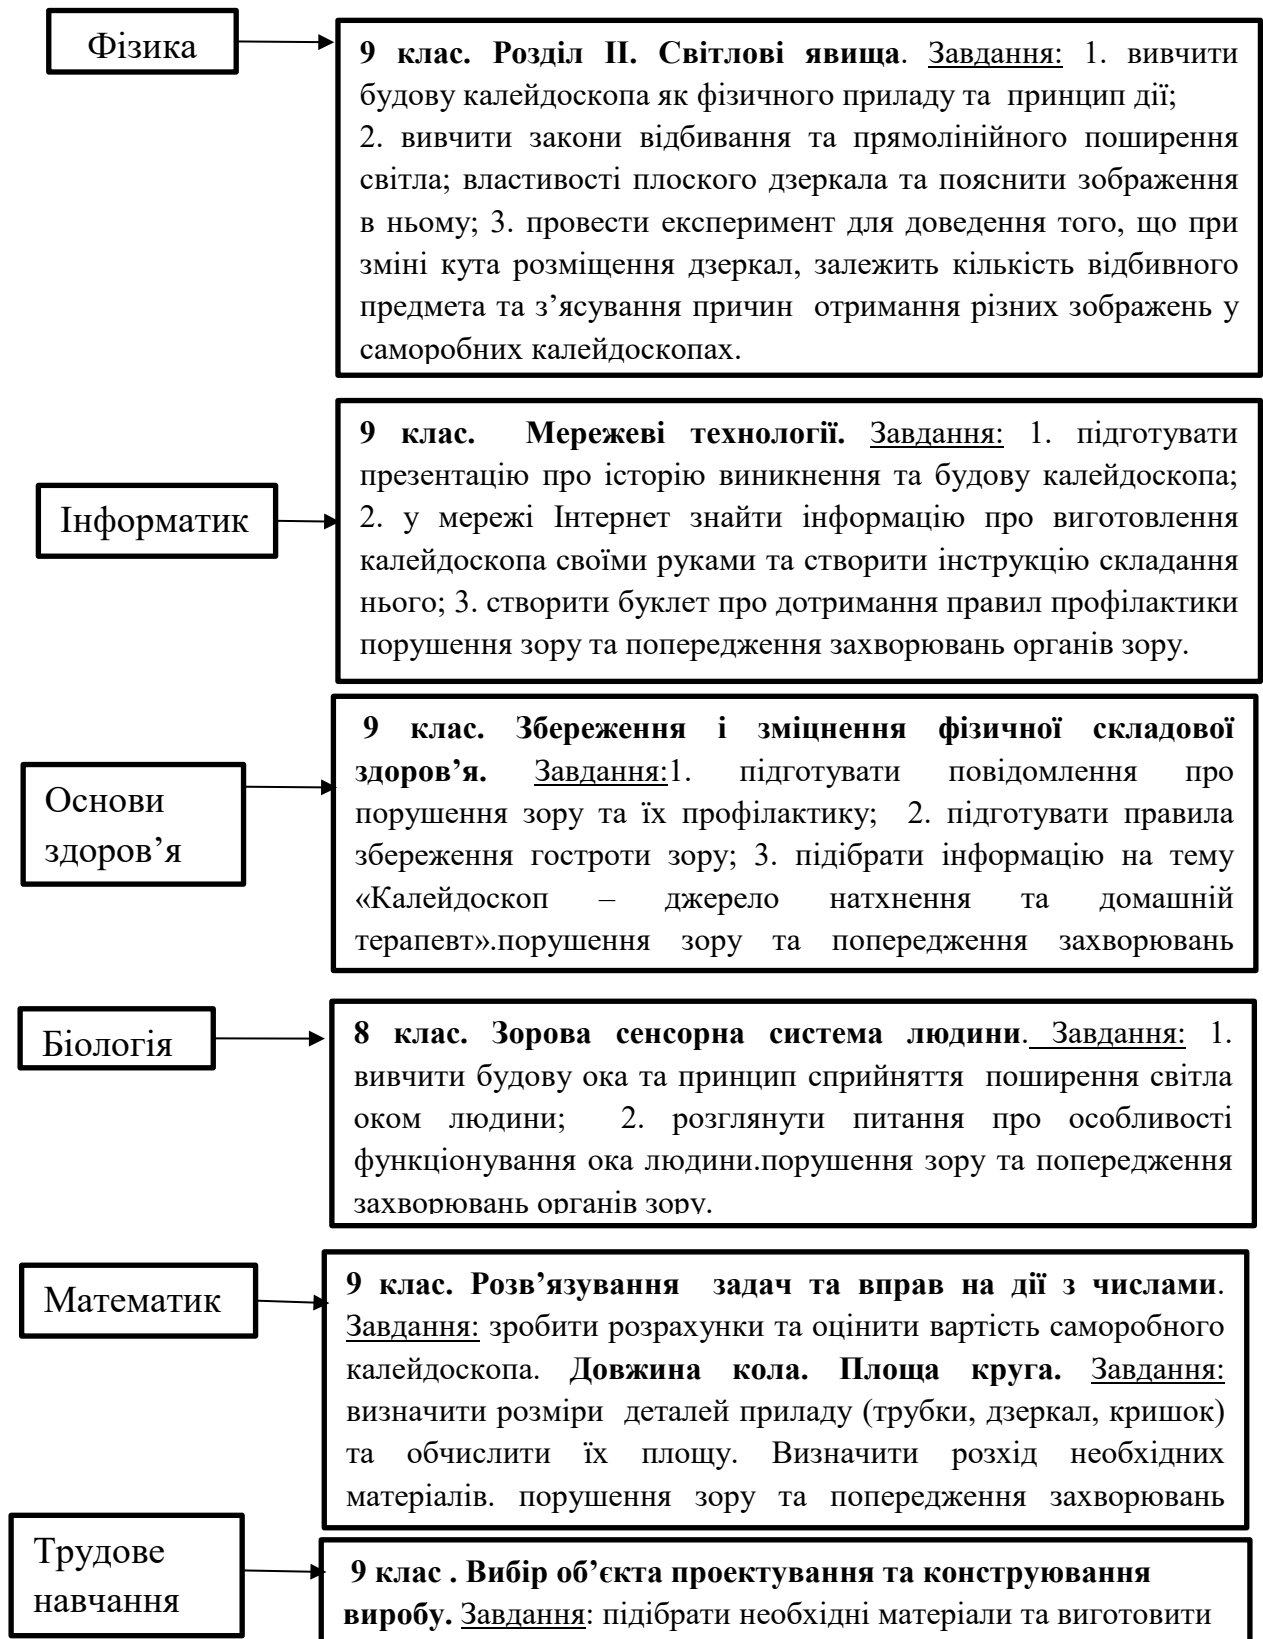 Фізика
9 клас. Розділ ІІ. Світлові явища. Завдання: 1. вивчити
будову калейдоскопа як фізичного приладу та принцип дії;
2. вивчити закони відбивання та прямолінійного поширення
світла; властивості плоского дзеркала та пояснити зображення
в ньому; 3. провести експеримент для доведення того, що при
зміні кута розміщення дзеркал, залежить кількість відбивного
предмета та з’ясування причин отримання різних зображень у
саморобних калейдоскопах.
Інформатик
9 клас. Мережеві технології. Завдання: 1. підготувати
презентацію про історію виникнення та будову калейдоскопа;
2. у мережі Інтернет знайти інформацію про виготовлення
калейдоскопа своїми руками та створити інструкцію складання
нього; 3. створити буклет про дотримання правил профілактики
порушення зору та попередження захворювань органів зору.
Основи
здоров’я
9 клас. Збереження і зміцнення фізичної складової
здоров’я. Завдання:1. підготувати повідомлення про
порушення зору та їх профілактику; 2. підготувати правила
збереження гостроти зору; 3. підібрати інформацію на тему
«Калейдоскоп – джерело натхнення та домашній
терапевт».порушення зору та попередження захворювань
Біологія
8 клас. Зорова сенсорна система людини. Завдання: 1.
вивчити будову ока та принцип сприйняття поширення світла
оком людини; 2. розглянути питання про особливості
функціонування ока людини.порушення зору та попередження
захворювань органів зору.
Математик
9 клас. Розв’язування задач та вправ на дії з числами.
Завдання: зробити розрахунки та оцінити вартість саморобного
калейдоскопа. Довжина кола. Площа круга. Завдання:
визначити розміри деталей приладу (трубки, дзеркал, кришок)
та обчислити їх площу. Визначити розхід необхідних
матеріалів. порушення зору та попередження захворювань
Трудове
навчання
9 клас . Вибір об’єкта проектування та конструювання
виробу. Завдання: підібрати необхідні матеріали та виготовити